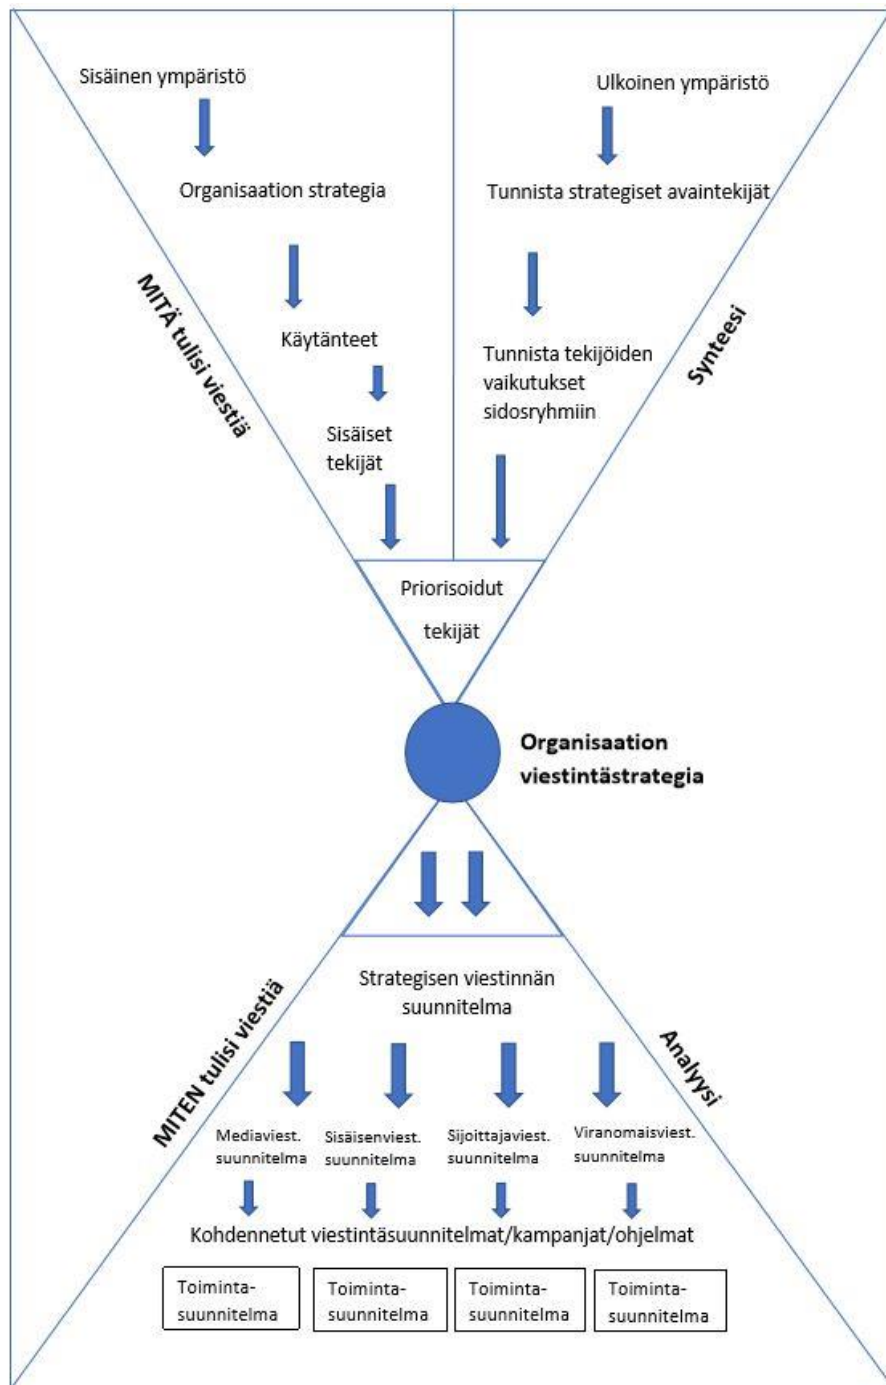 Sisäinen ympäristö
Organisaation strategia
Käytänteet
Sisäiset
tekijät
Ulkoinen ympäristö
Tunnista strategiset avaintekijät
Tunnista tekijöiden
vaikutukset
sidosryhmiin
MITÄ tulisi viestiä
Synteesi
Priorisoidut
tekijät
Organisaation
viestintästrategia
Strategisen viestinnän
suunnitelma
MITEN tulisi viestiä
Analyysi
Mediaviest.
suunnitelma
Sisäisenviest.
suunnitelma
Sijoittajaviest.
suunnitelma
Viranomaisviest.
suunnitelma
Kohdennetut viestintäsuunnitelmat/kampanjat/ohjelmat
Toiminta-
suunnitelma
Toiminta-
suunnitelma
Toiminta-
suunnitelma
Toiminta-
suunnitelma